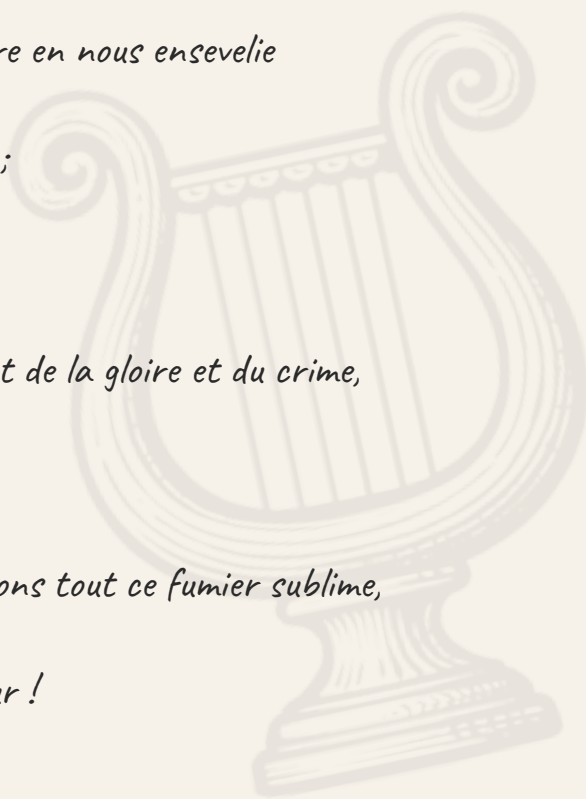 re en nous ensevelie
;
t de la gloire et du crime,
ons tout ce fumier sublime,
r !